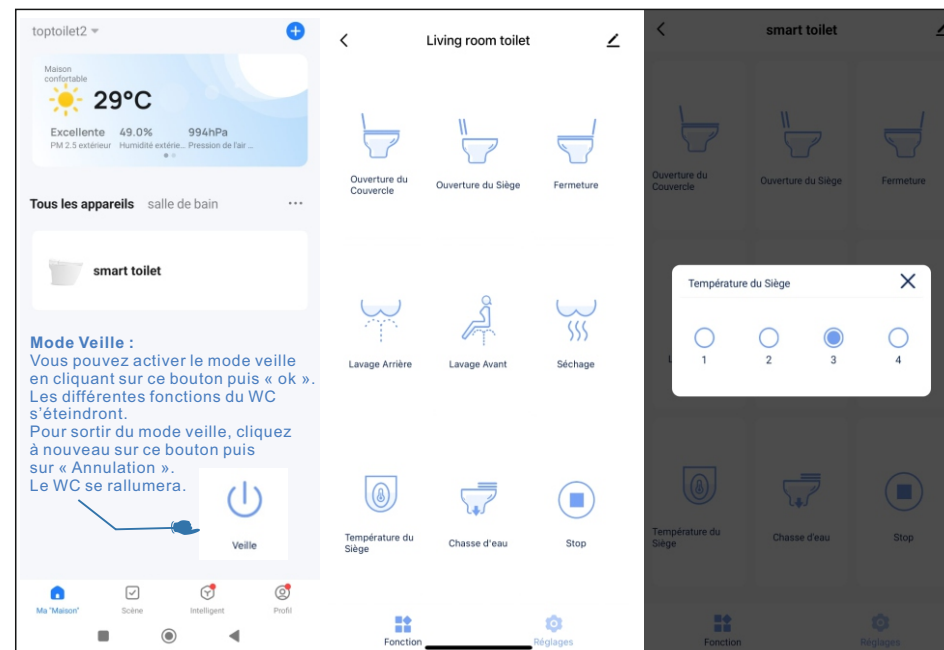 toptoilet2
Maison
confortable
29°C
Excellente 49.0% 994hPa
PM 2.5 extérieur Humidité extérie... Pression de l'air ...
Tous les appareils salle de bain
smart toilet
Mode Veille :
Vous pouvez activer le mode veille
en cliquant sur ce bouton puis « ok ».
Les différentes fonctions du WC
s'éteindront.
Pour sortir du mode veille, cliquez
à nouveau sur ce bouton puis
sur « Annulation ».
Le WC se rallumera.
Veille
Ma "Maison" Scène Intelligent Profil
Living room toilet
Ouverture du
Couvercle
Ouverture du Siège
Fermeture
Lavage Arrière
Lavage Avant
Séchage
Température du
Siège
Chasse d'eau
Stop
Fonction
Réglages
smart toilet
Ouverture du
Couvercle
Ouverture du Siège
Fermeture
Température du Siège
1 2 3 4
L
Température du
Siège
Chasse d'eau
Stop
Fonction
Réglages